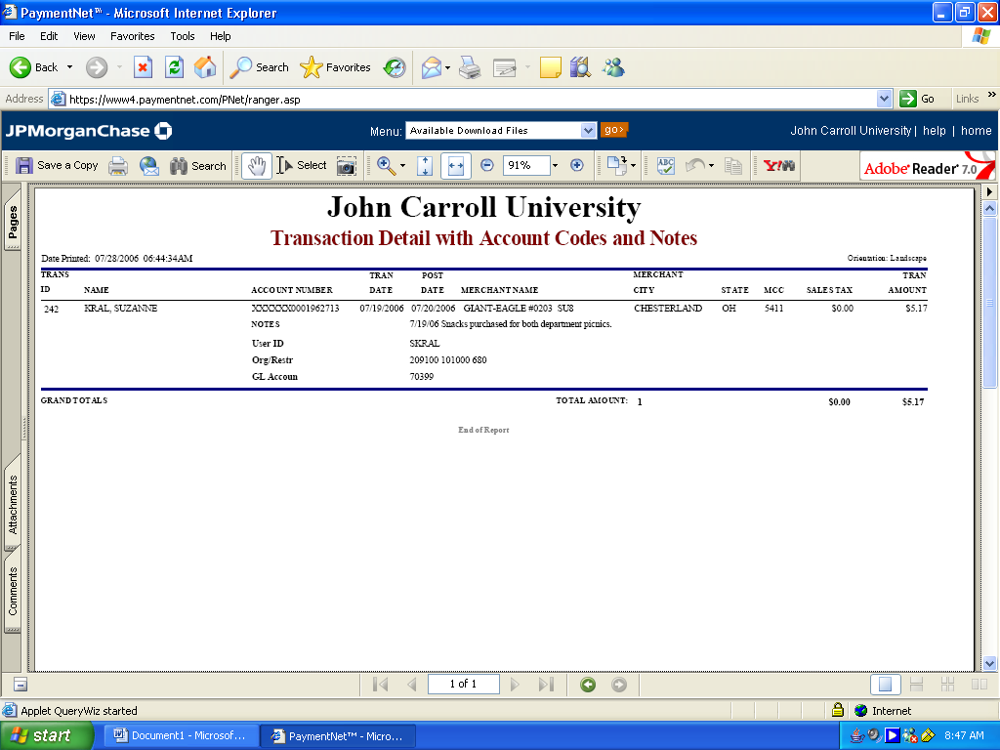 PaymentNet™ - Microsoft Internet Explorer
File Edit View Favorites Tools Help
Back Search Favorites
Address https://www4.paymentnet.com/PNet/ranger.asp Go Links »
JPMorganChase Menu: Available Download Files go> John Carroll University | help | home
Save a Copy Search Select 91% ABC Y! Adobe® Reader® 7.0
Pages
Attachments
Comments
John Carroll University
Transaction Detail with Account Codes and Notes
Date Printed: 07/28/2006 06:44:34AM Orientation: Landscape
TRANS TRAN POST MERCHANT TRAN
ID NAME ACCOUNT NUMBER DATE DATE MERCHANT NAME CITY STATE MCC SALES TAX AMOUNT
242 KRAL, SUZANNE XXXXXX0001962713 07/19/2006 07/20/2006 GIANT-EAGLE #0203 SU8 CHESTERLAND OH 5411 $0.00 $5.17
NOTES 7/19/06 Snacks purchased for both department picnics.
User ID SKRAL
Org/Restr 209100 101000 680
GL Accoun 70399
GRAND TOTALS TOTAL AMOUNT: 1 $0.00 $5.17
End of Report
1 of 1
Applet QueryWiz started Internet
start Document1 - Microsof... PaymentNet™ - Micro... 8:47 AM